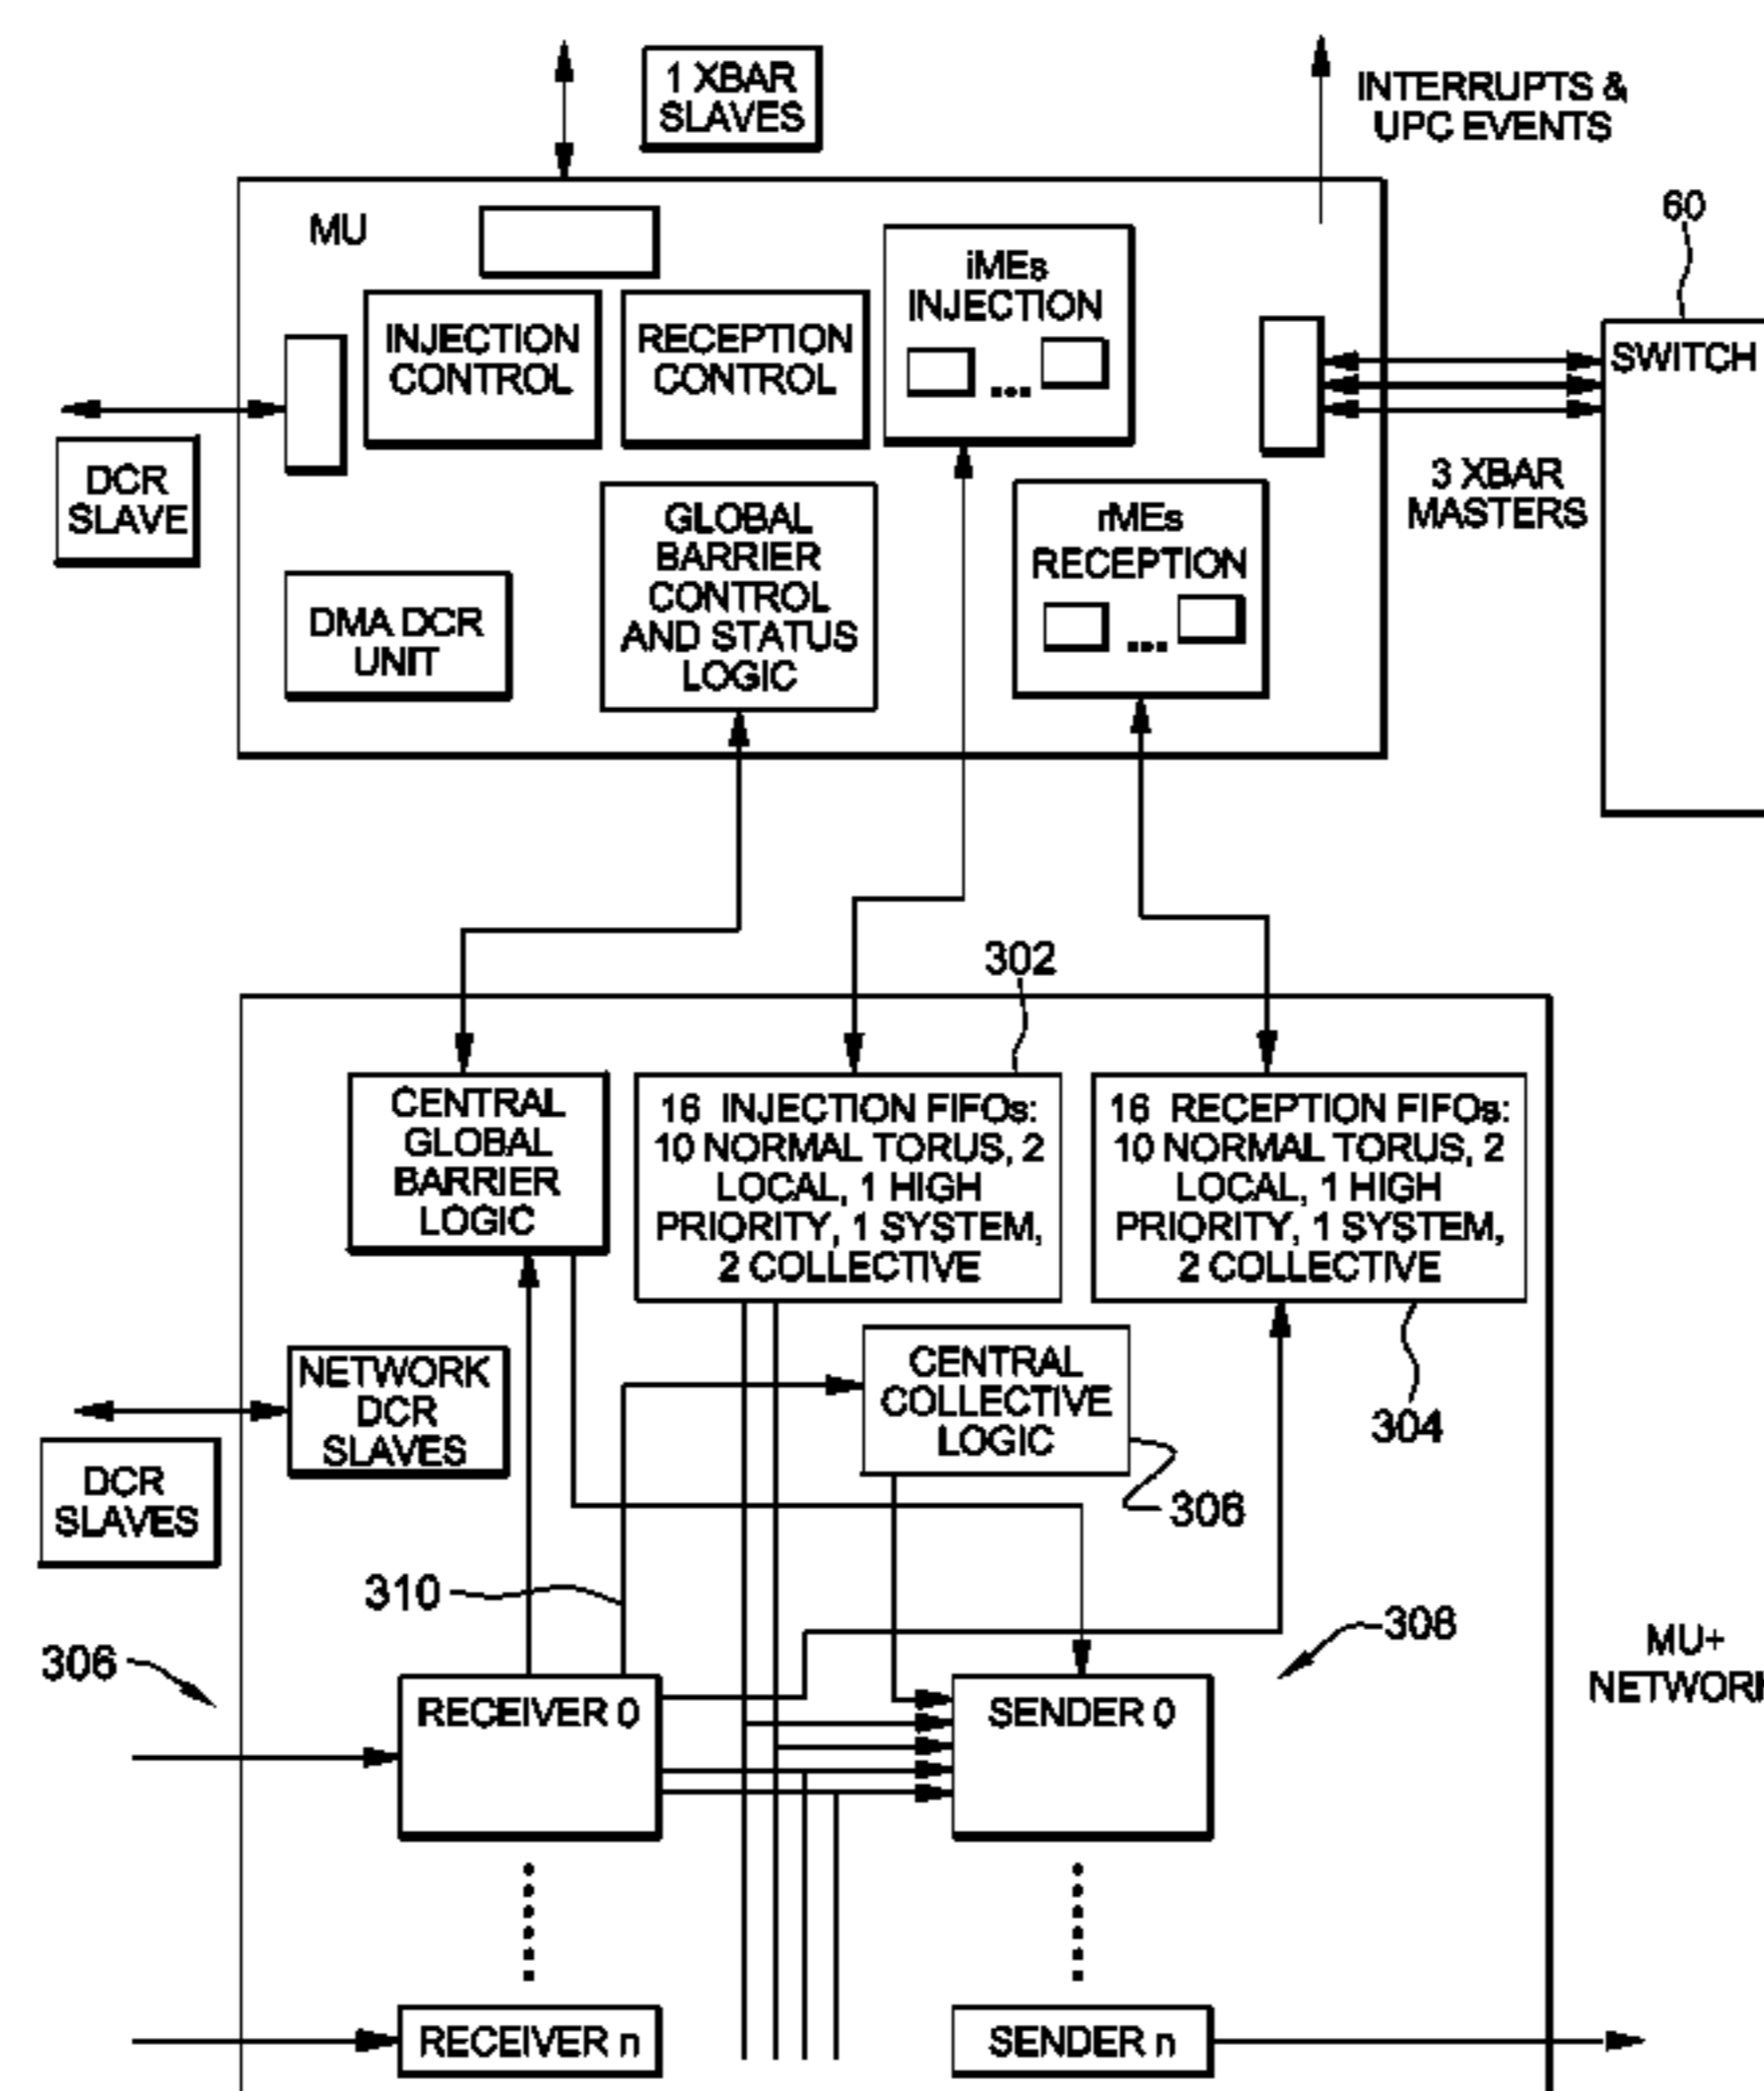 1 XBAR
SLAVES
INTERRUPTS &
UPC EVENTS
60
MU
iMEs
INJECTION
...
INJECTION
CONTROL
RECEPTION
CONTROL
SWITCH
DCR
SLAVE
3 XBAR
MASTERS
GLOBAL
BARRIER
CONTROL
AND STATUS
LOGIC
rMEs
RECEPTION
...
DMA DCR
UNIT
302
CENTRAL
GLOBAL
BARRIER
LOGIC
16 INJECTION FIFOs:
10 NORMAL TORUS, 2
LOCAL, 1 HIGH
PRIORITY, 1 SYSTEM,
2 COLLECTIVE
16 RECEPTION FIFOs:
10 NORMAL TORUS, 2
LOCAL, 1 HIGH
PRIORITY, 1 SYSTEM,
2 COLLECTIVE
NETWORK
DCR
SLAVES
CENTRAL
COLLECTIVE
LOGIC
304
DCR
SLAVES
306
310
306
308
MU+
NETWORK
RECEIVER 0
SENDER 0
RECEIVER n
SENDER n